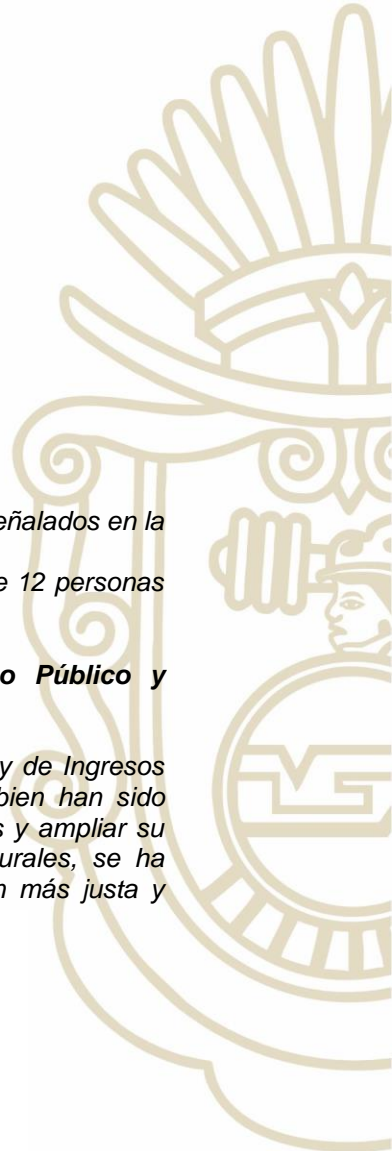 eñalados en la
e 12 personas
o Público y
y de Ingresos
bien han sido
s y ampliar su
urales, se ha
n más justa y